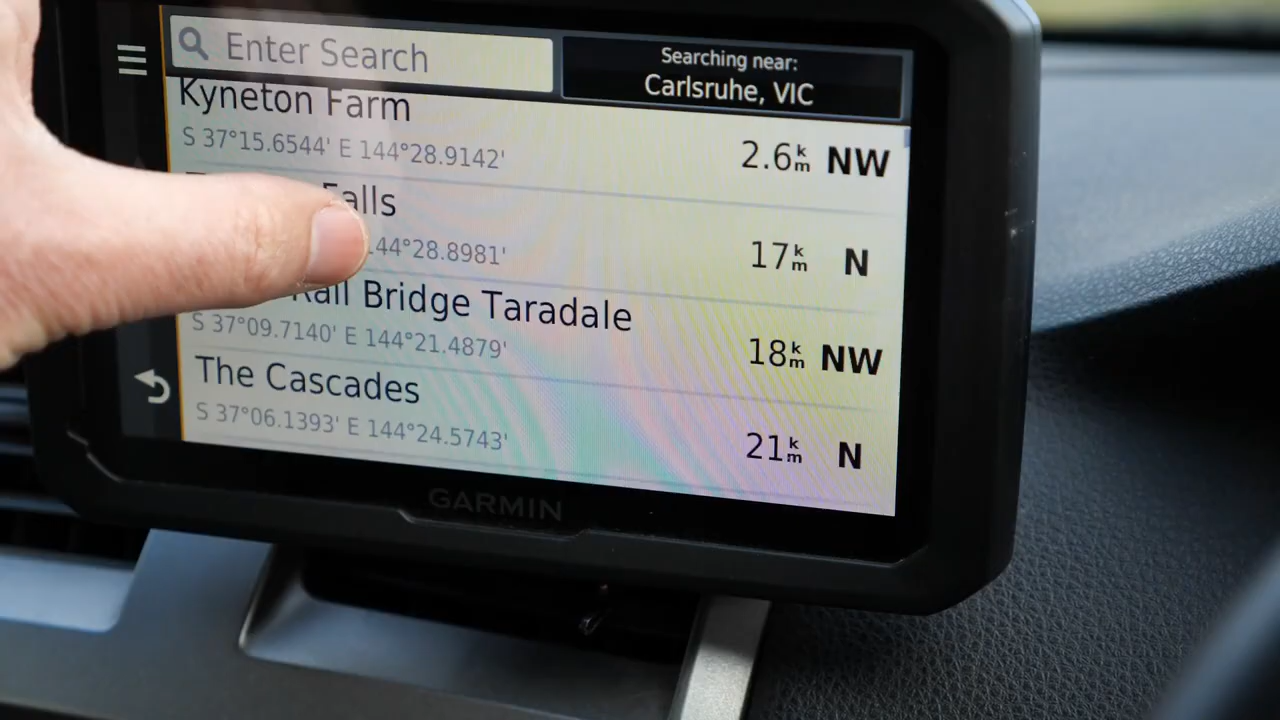 Enter Search
Searching near:
Carlsruhe, VIC
Kyneton Farm
S 37°15.6544' E 144°28.9142'
2.6 km NW
Falls
44°28.8981'
17 km N
Rail Bridge Taradale
S 37°09.7140' E 144°21.4879'
18 km NW
The Cascades
S 37°06.1393' E 144°24.5743'
21 km N
GARMIN